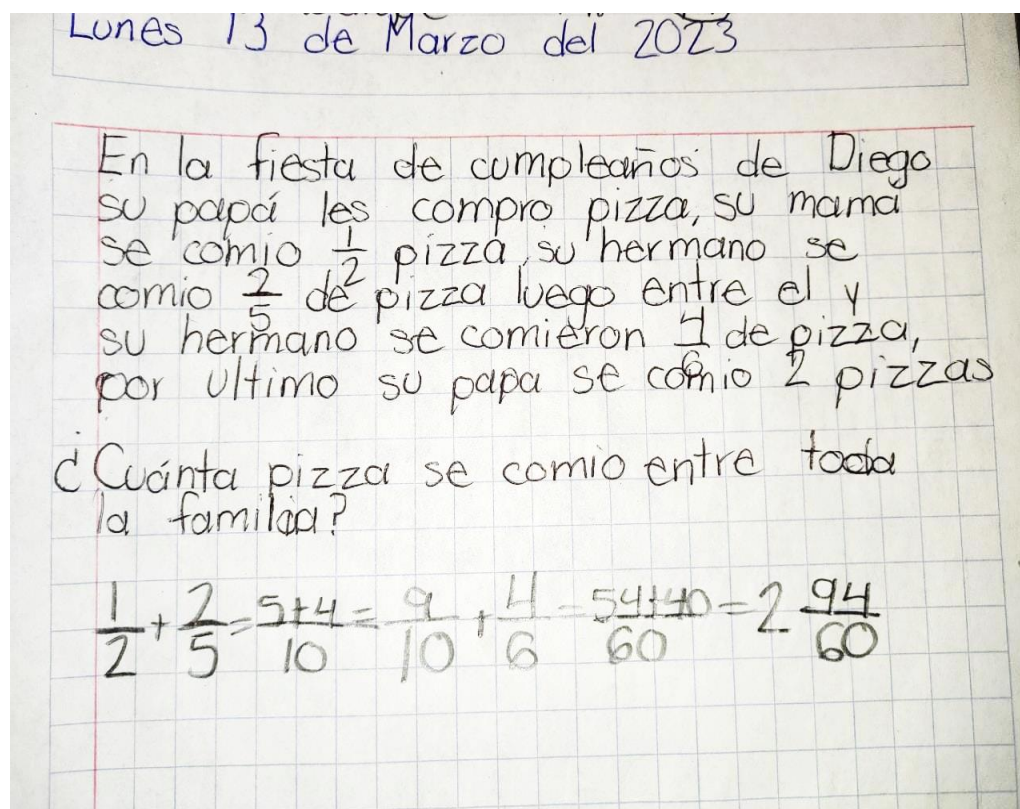 Lunes 13 de Marzo del 2023
En la fiesta de cumpleaños de Diego
su papá les compro pizza, su mamá
se comio 1/2 pizza, su hermano se
comio 2/5 de pizza luego entre el y
su hermano se comieron 4/6 de pizza,
por ultimo su papa se comio 2 pizzas
¿Cuánta pizza se comio entre toda
la familia?
1/2 + 2/5 = 5+4/10 = 9/10 + 4/6 = 54+40/60 = 2 94/60